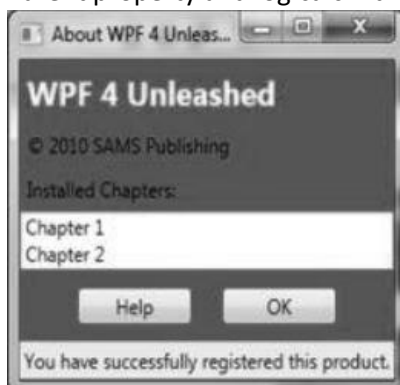 About WPF 4 Unleas...
WPF 4 Unleashed
© 2010 SAMS Publishing
Installed Chapters:
Chapter 1
Chapter 2
Help OK
You have successfully registered this product.